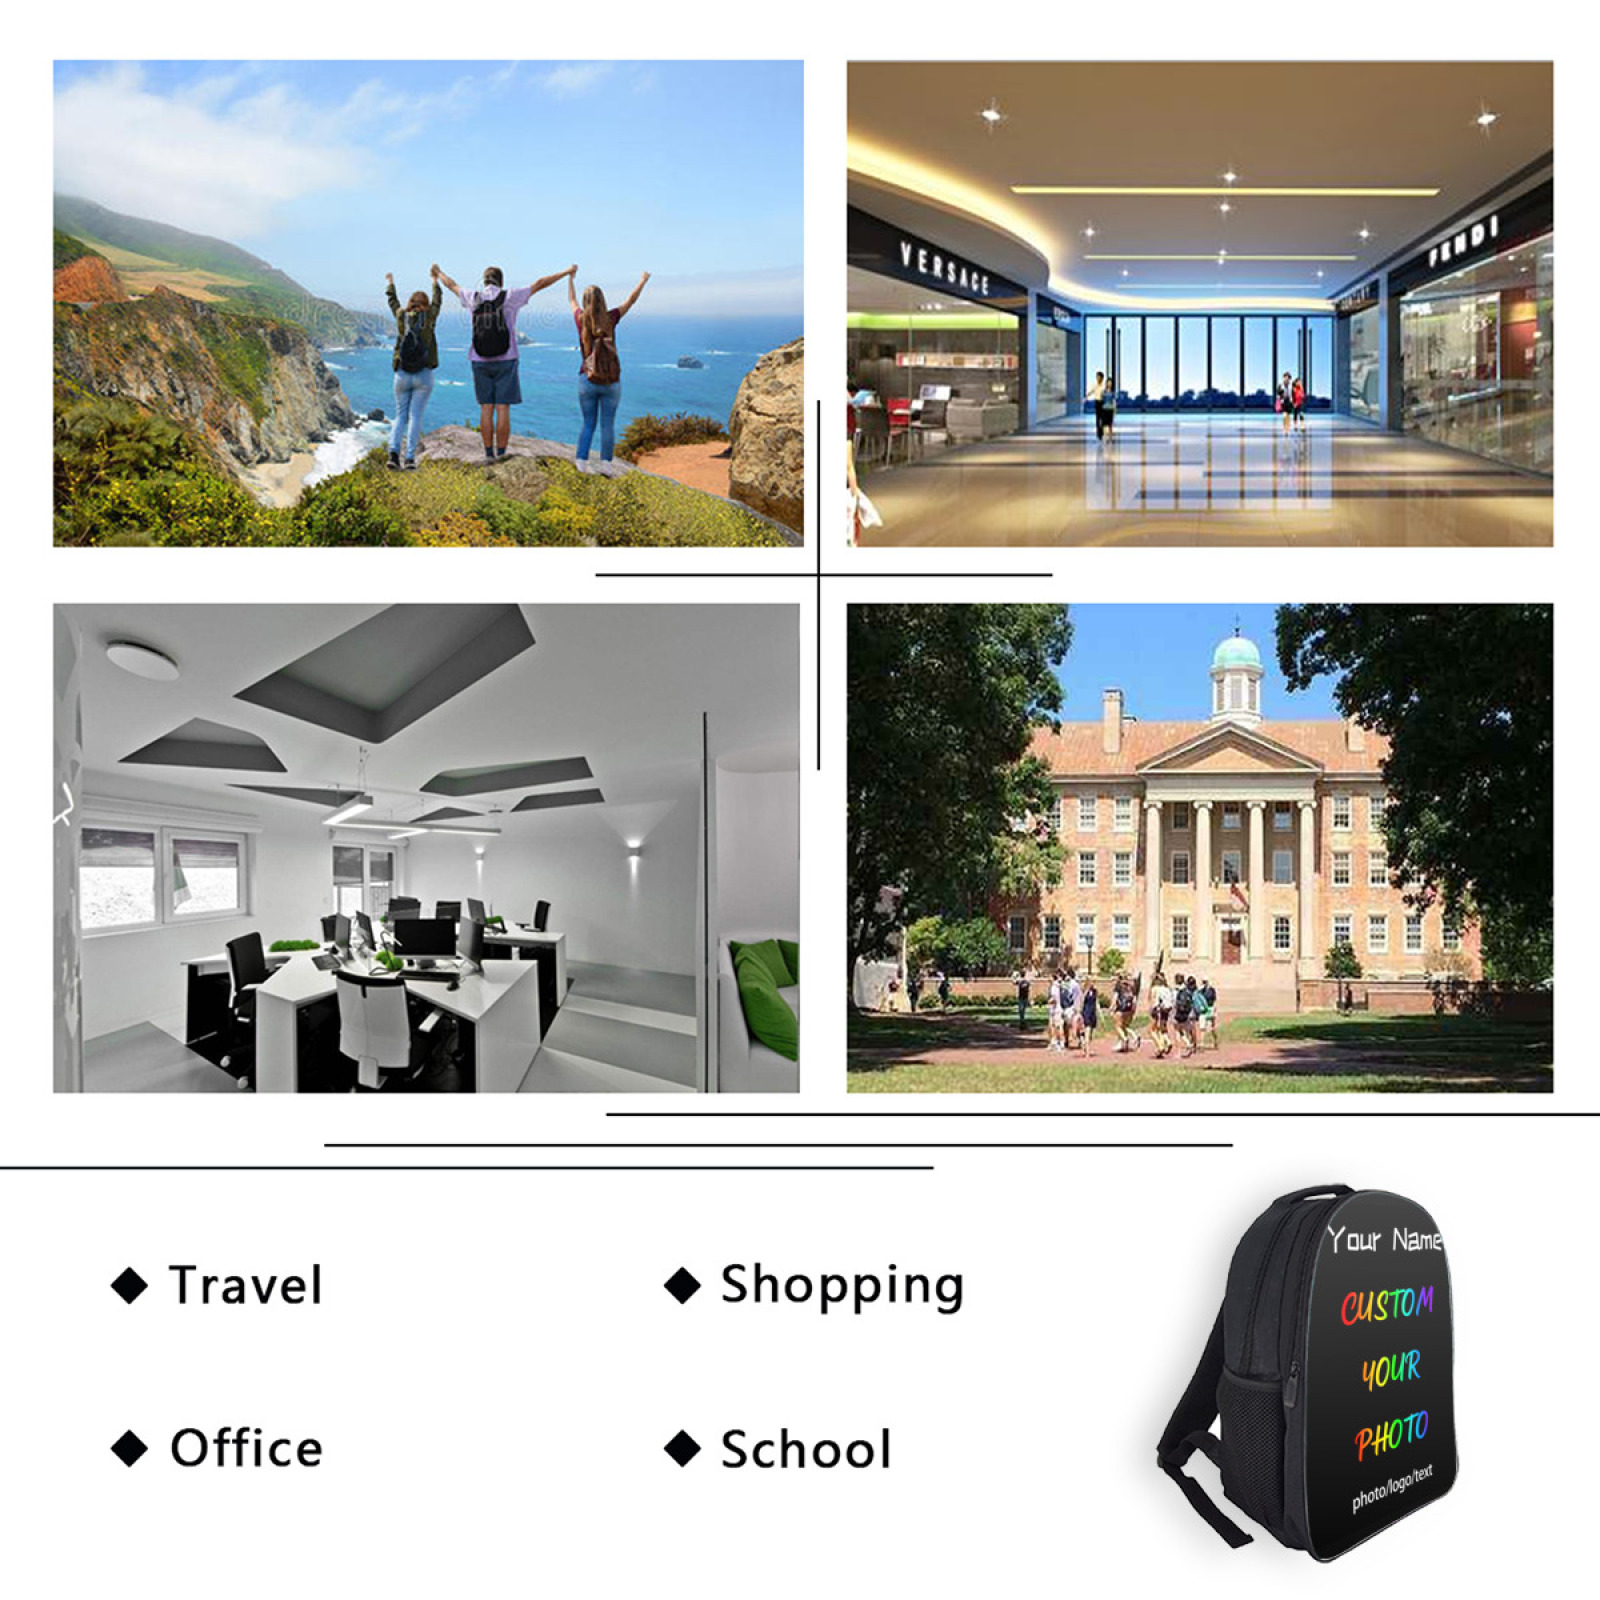 VERSACE
FENDI
Travel
Shopping
Office
School
Your Name
CUSTOM
YOUR
PHOTO
photo/logo/text